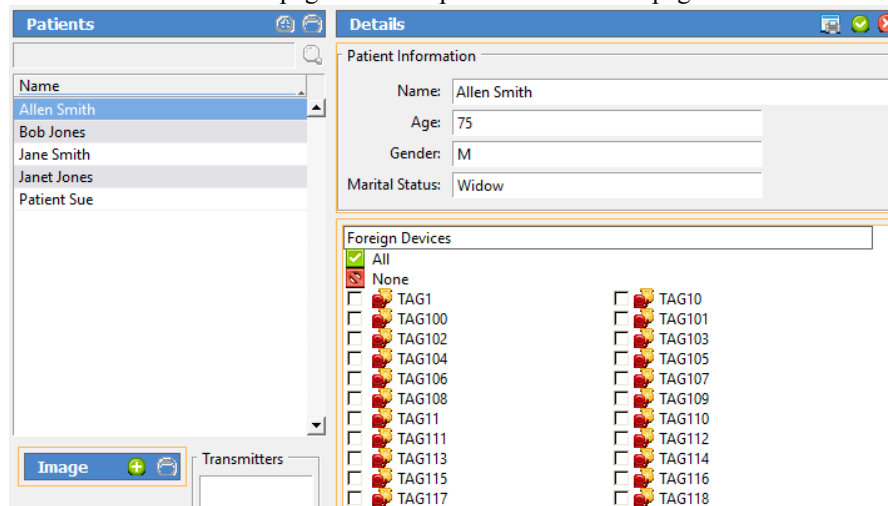 Patients
Name
Allen Smith
Bob Jones
Jane Smith
Janet Jones
Patient Sue
Image
Transmitters
Details
Patient Information
Name: Allen Smith
Age: 75
Gender: M
Marital Status: Widow
Foreign Devices
All
None
TAG1 TAG10
TAG100 TAG101
TAG102 TAG103
TAG104 TAG105
TAG106 TAG107
TAG108 TAG109
TAG11 TAG110
TAG111 TAG112
TAG113 TAG114
TAG115 TAG116
TAG117 TAG118